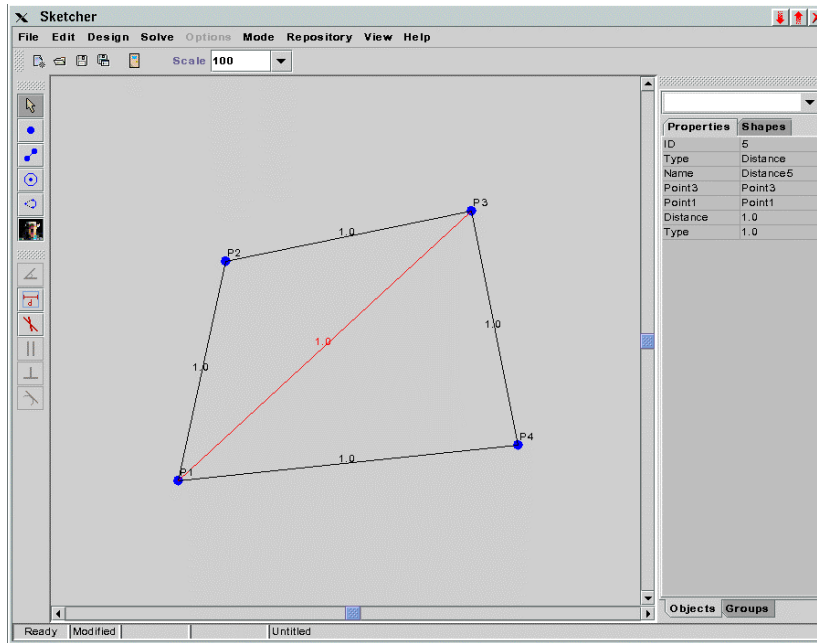 Sketcher
File Edit Design Solve Options Mode Repository View Help
Scale 100
Properties Shapes
ID 5
Type Distance
Name Distance5
Point3 Point3
Point1 Point1
Distance 1.0
Type 1.0
P3
1.0
P2
1.0
1.0
1.0
P4
1.0
P1
Objects Groups
Ready Modified Untitled